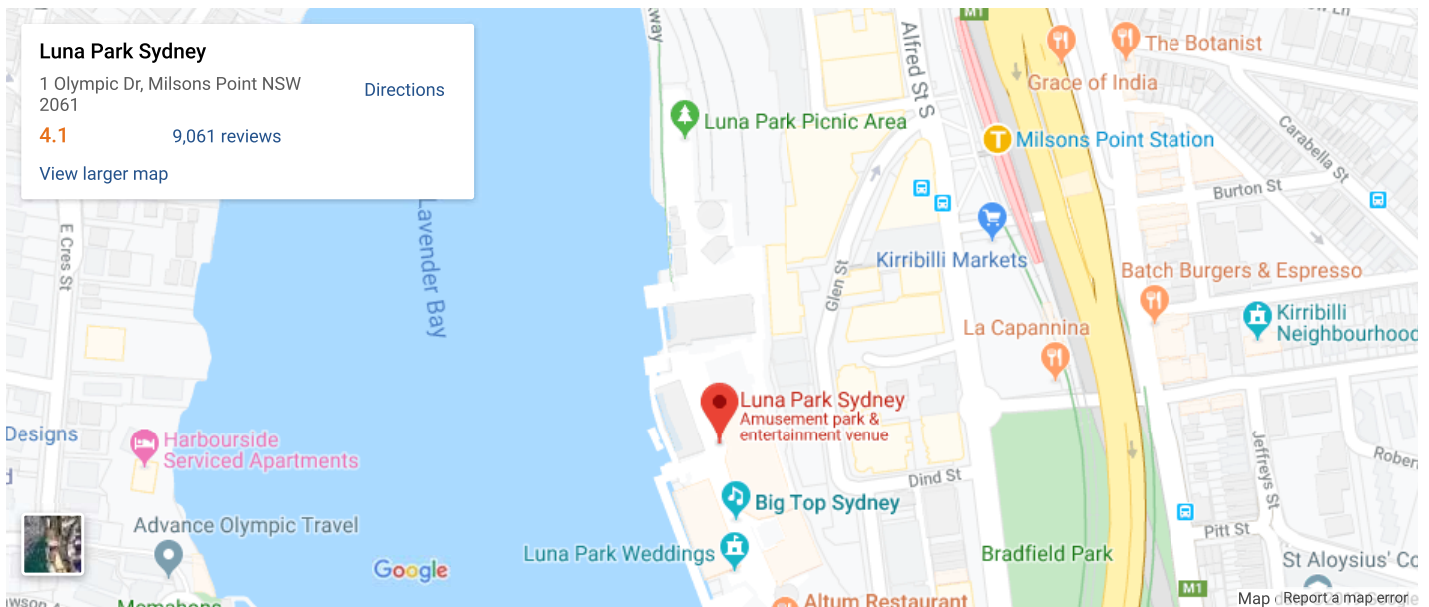 Luna Park Sydney
1 Olympic Dr, Milsons Point NSW
2061
Directions
4.1
9,061 reviews
View larger map
M1
Alfred St S
The Botanist
Grace of India
Luna Park Picnic Area
Milsons Point Station
T
Carabella St
Burton St
Lavender Bay
E Cres St
Kirribilli Markets
Glen St
Batch Burgers & Espresso
La Capannina
Kirribilli
Neighbourhood
Luna Park Sydney
Amusement park &
entertainment venue
Designs
Harbourside
Serviced Apartments
Jeffreys St
Dind St
Big Top Sydney
Advance Olympic Travel
Pitt St
Luna Park Weddings
Bradfield Park
St Aloysius' Co
Google
M1
Altum Restaurant
Map
Report a map error